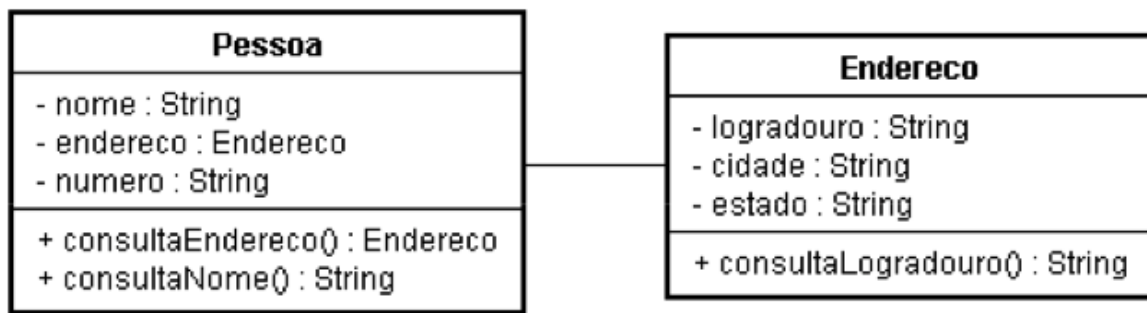 Pessoa
- nome : String
- endereco : Endereco
- numero : String
+ consultaEndereco() : Endereco
+ consultaNome() : String
Endereco
- logradouro : String
- cidade : String
- estado : String
+ consultaLogradouro() : String